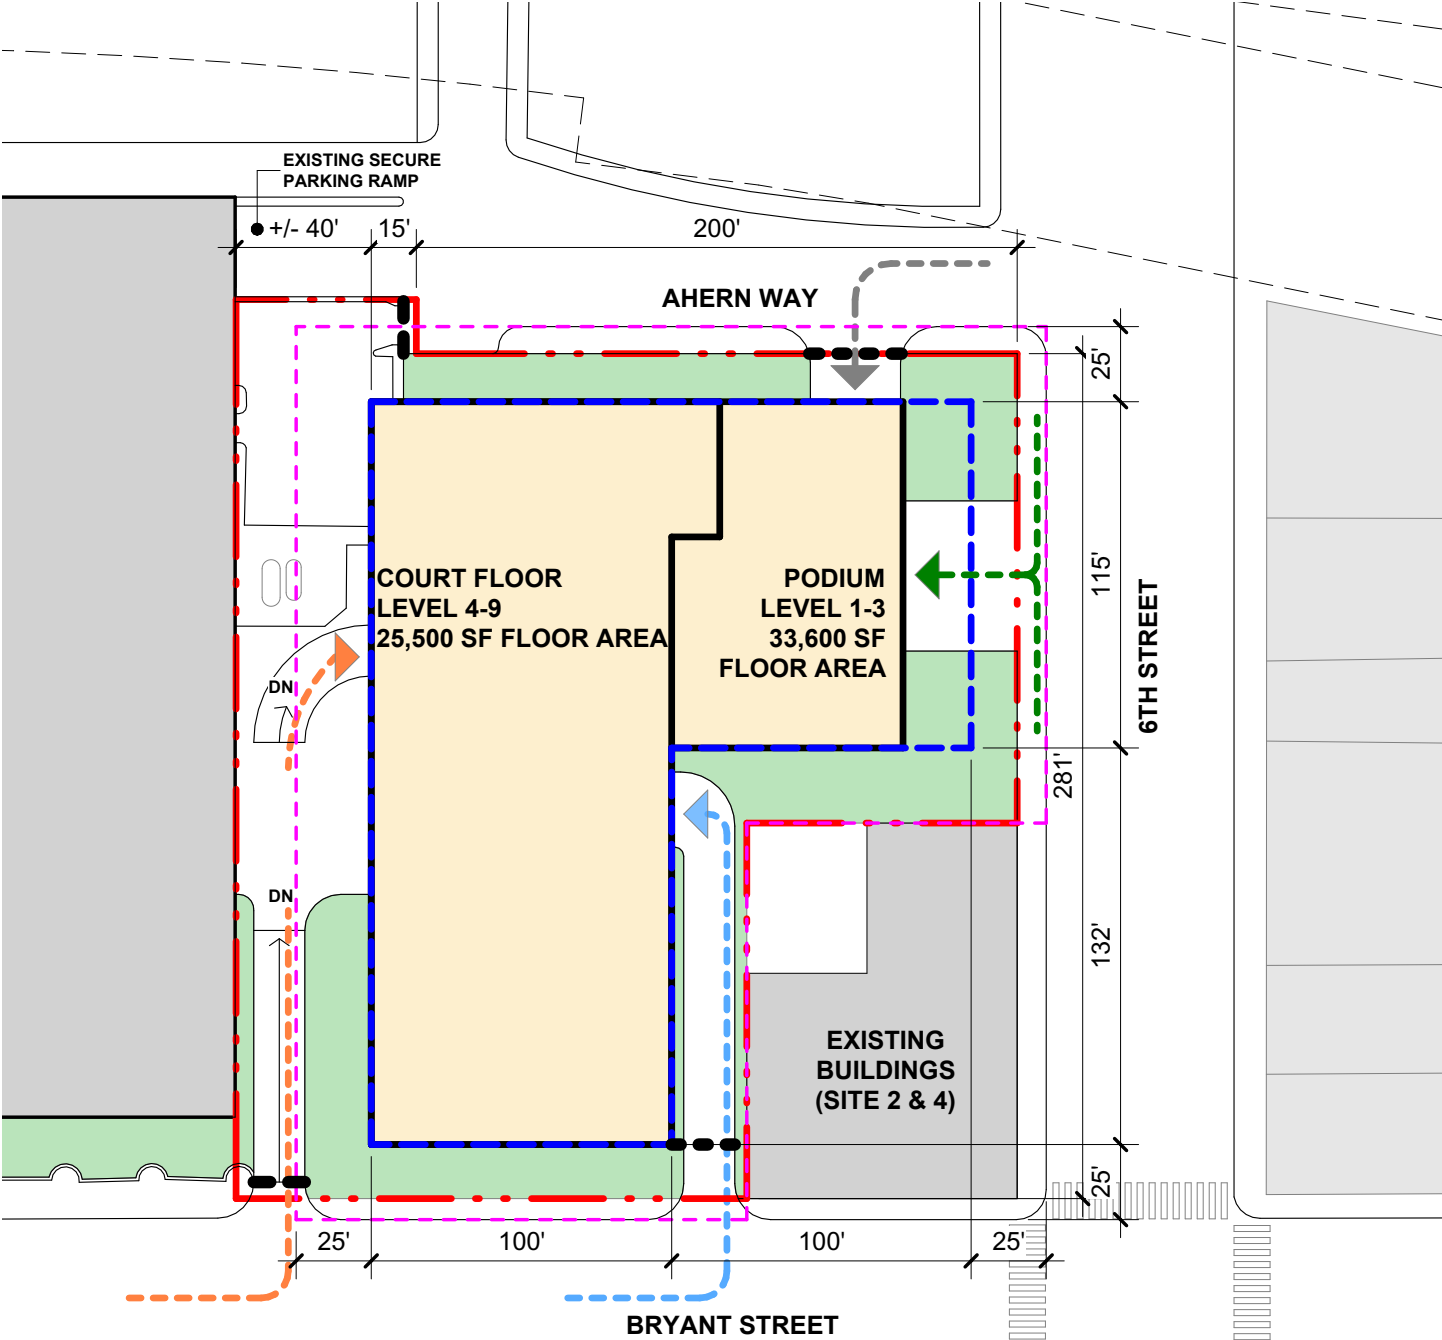 EXISTING SECURE
PARKING RAMP
+/- 40'
15'
200'
AHERN WAY
25'
115'
6TH STREET
281'
132'
25'
COURT FLOOR
LEVEL 4-9
25,500 SF FLOOR AREA
PODIUM
LEVEL 1-3
33,600 SF
FLOOR AREA
DN
DN
EXISTING
BUILDINGS
(SITE 2 & 4)
25'
100'
100'
25'
BRYANT STREET